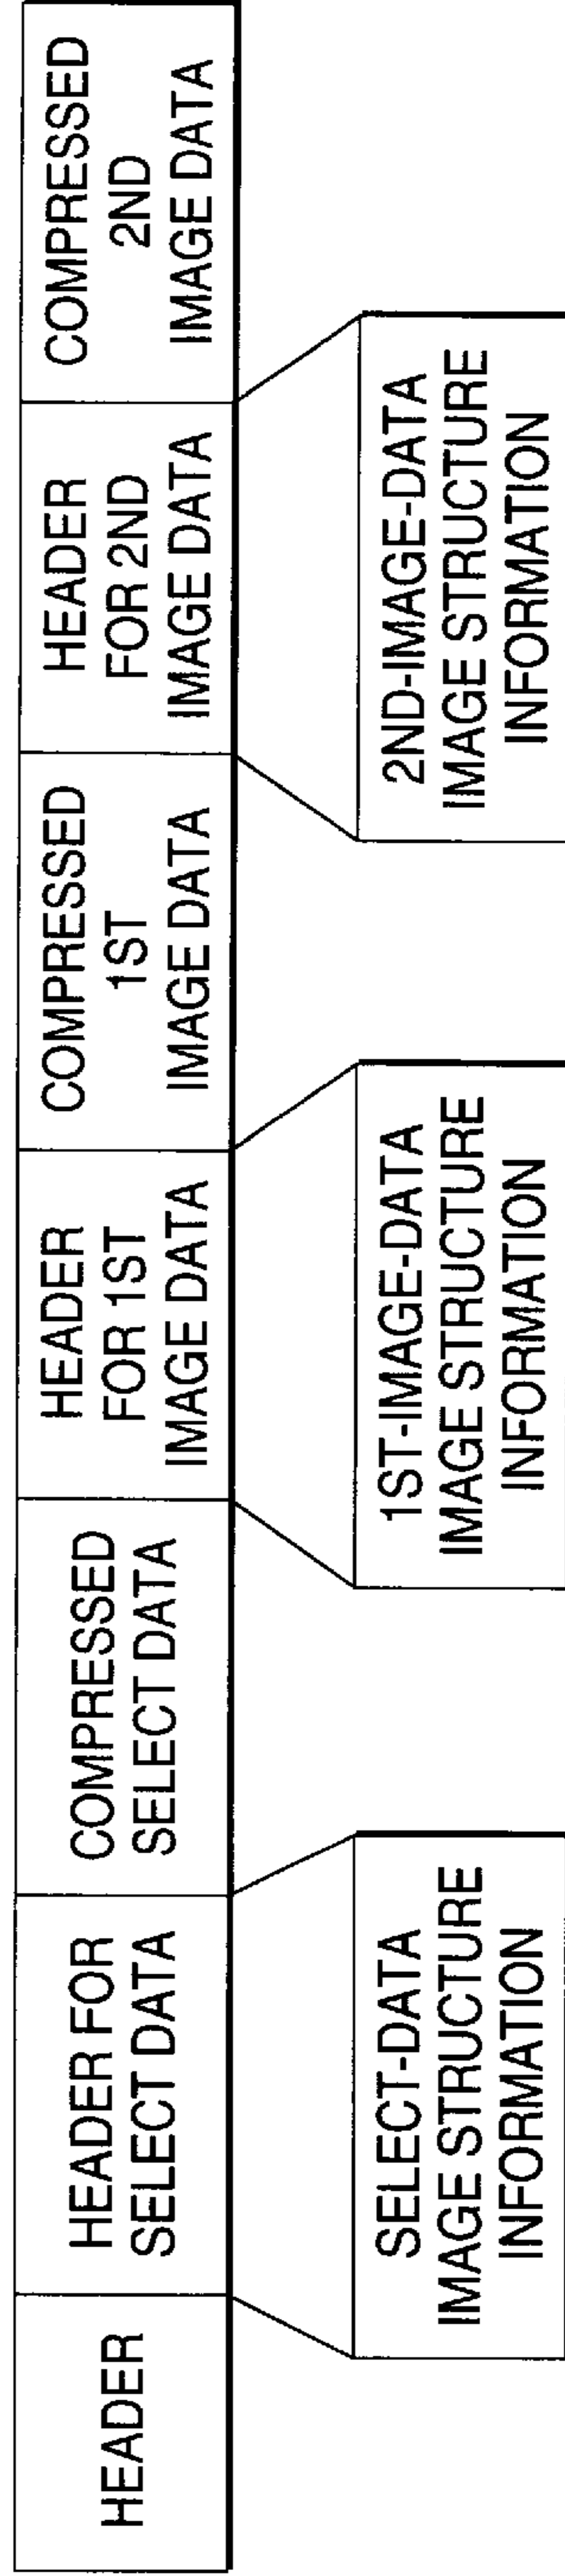 HEADER
HEADER FOR
SELECT DATA
COMPRESSED
SELECT DATA
HEADER
FOR 1ST
IMAGE DATA
COMPRESSED
1ST
IMAGE DATA
HEADER
FOR 2ND
IMAGE DATA
COMPRESSED
2ND
IMAGE DATA
SELECT-DATA
IMAGE STRUCTURE
INFORMATION
1ST-IMAGE-DATA
IMAGE STRUCTURE
INFORMATION
2ND-IMAGE-DATA
IMAGE STRUCTURE
INFORMATION